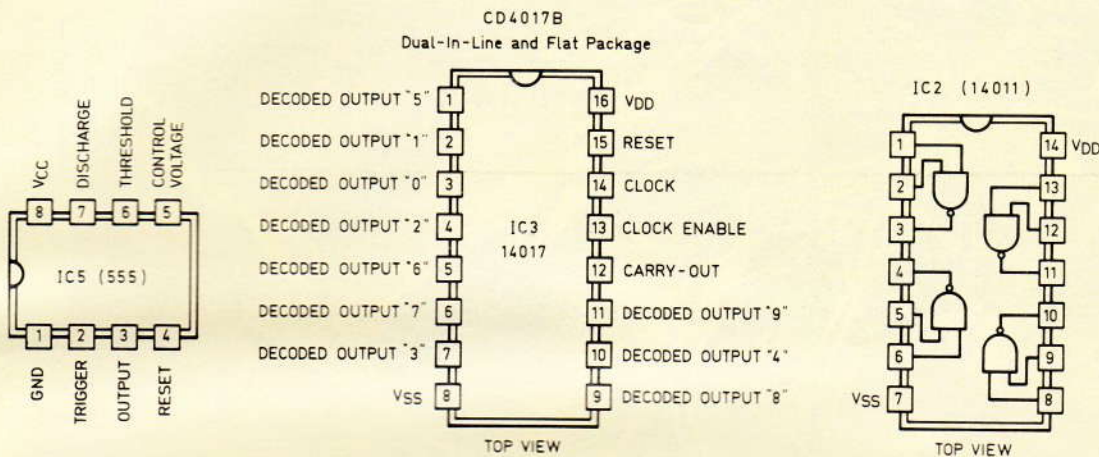 CD4017B
Dual-In-Line and Flat Package
VCC
DISCHARGE
THRESHOLD
CONTROL
VOLTAGE
8 7 6 5
IC5 (555)
1 2 3 4
GND
TRIGGER
OUTPUT
RESET
DECODED OUTPUT "5" 1
DECODED OUTPUT "1" 2
DECODED OUTPUT "0" 3
DECODED OUTPUT "2" 4
DECODED OUTPUT "6" 5
DECODED OUTPUT "7" 6
DECODED OUTPUT "3" 7
VSS 8
IC3
14017
16 VDD
15 RESET
14 CLOCK
13 CLOCK ENABLE
12 CARRY-OUT
11 DECODED OUTPUT "9"
10 DECODED OUTPUT "4"
9 DECODED OUTPUT "8"
TOP VIEW
IC2 (14011)
1
2
3
4
5
6
VSS 7
14 VDD
13
12
11
10
9
8
TOP VIEW